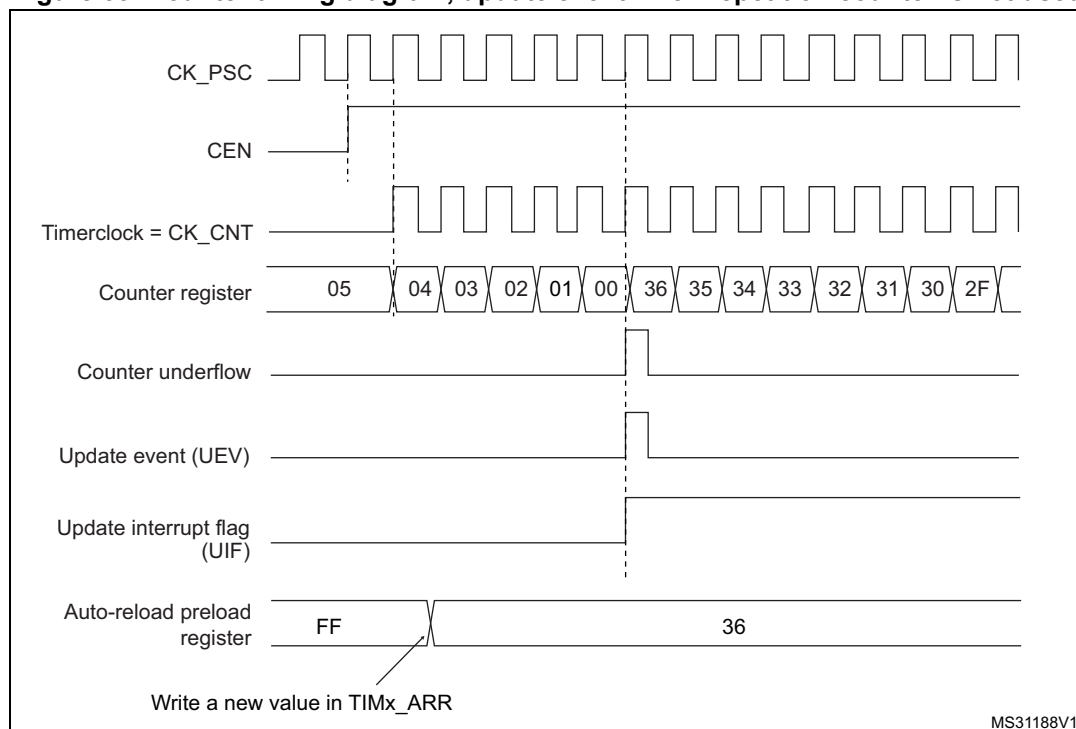 CK_PSC
CEN
Timerclock = CK_CNT
Counter register 05 04 03 02 01 00 36 35 34 33 32 31 30 2F
Counter underflow
Update event (UEV)
Update interrupt flag
(UIF)
Auto-reload preload
register
FF 36
Write a new value in TIMx_ARR
MS31188V1